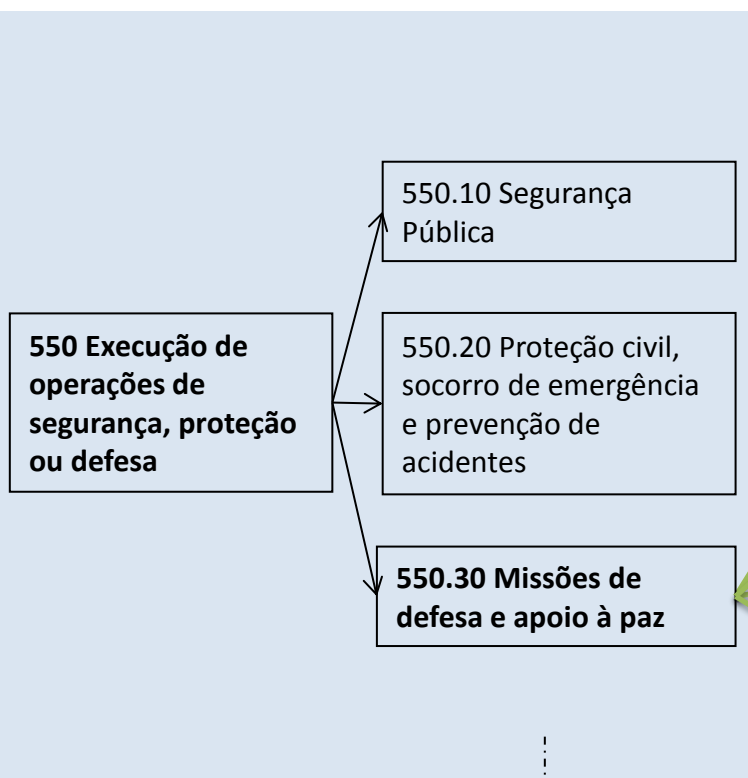 550.10 Segurança
Pública
550 Execução de
operações de
segurança, proteção
ou defesa
550.20 Proteção civil,
socorro de emergência
e prevenção de
acidentes
550.30 Missões de
defesa e apoio à paz